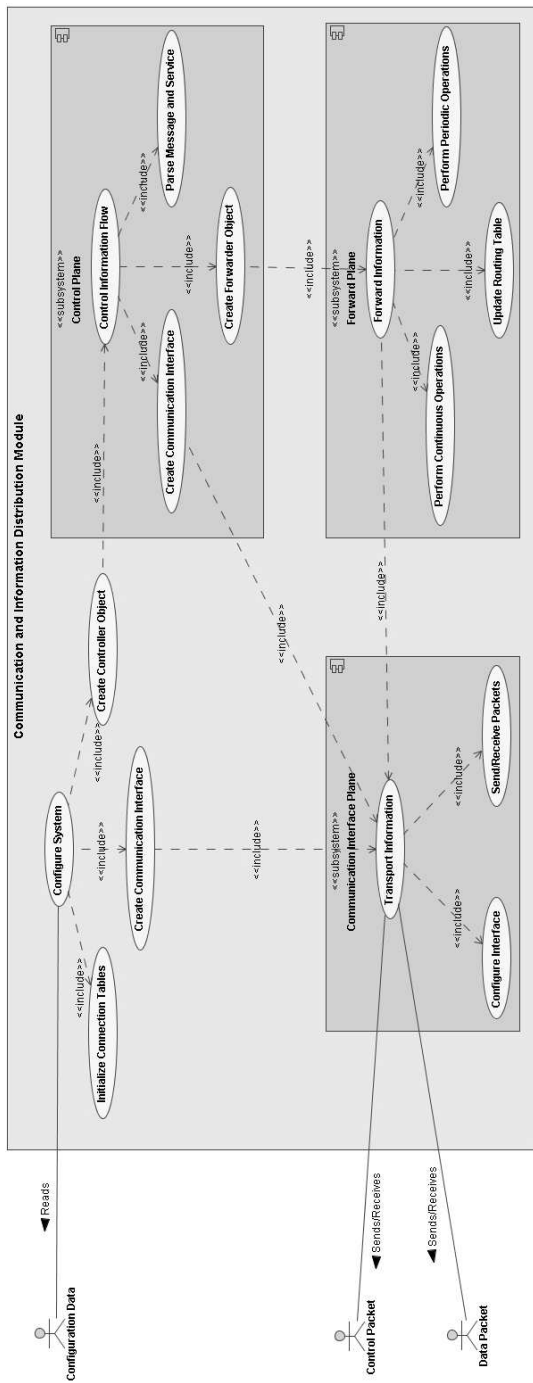 Communication and Information Distribution Module
Configuration Data
Reads
Configure System
<<include>>
<<include>>
<<include>>
Initialize Connection Tables
Create Communication Interface
Create Controller Object
<<include>>
<<include>>
<<subsystem>>
Control Plane
Control Information Flow
<<include>>
<<include>>
<<include>>
Create Communication Interface
Create Forwarder Object
Parse Message and Service
<<include>>
<<include>>
<<subsystem>>
Communication Interface Plane
Transport Information
<<include>>
<<include>>
Configure Interface
Send/Receive Packets
<<include>>
<<subsystem>>
Forward Plane
Forward Information
<<include>>
<<include>>
<<include>>
Perform Continuous Operations
Update Routing Table
Perform Periodic Operations
Control Packet
Sends/Receives
Data Packet
Sends/Receives